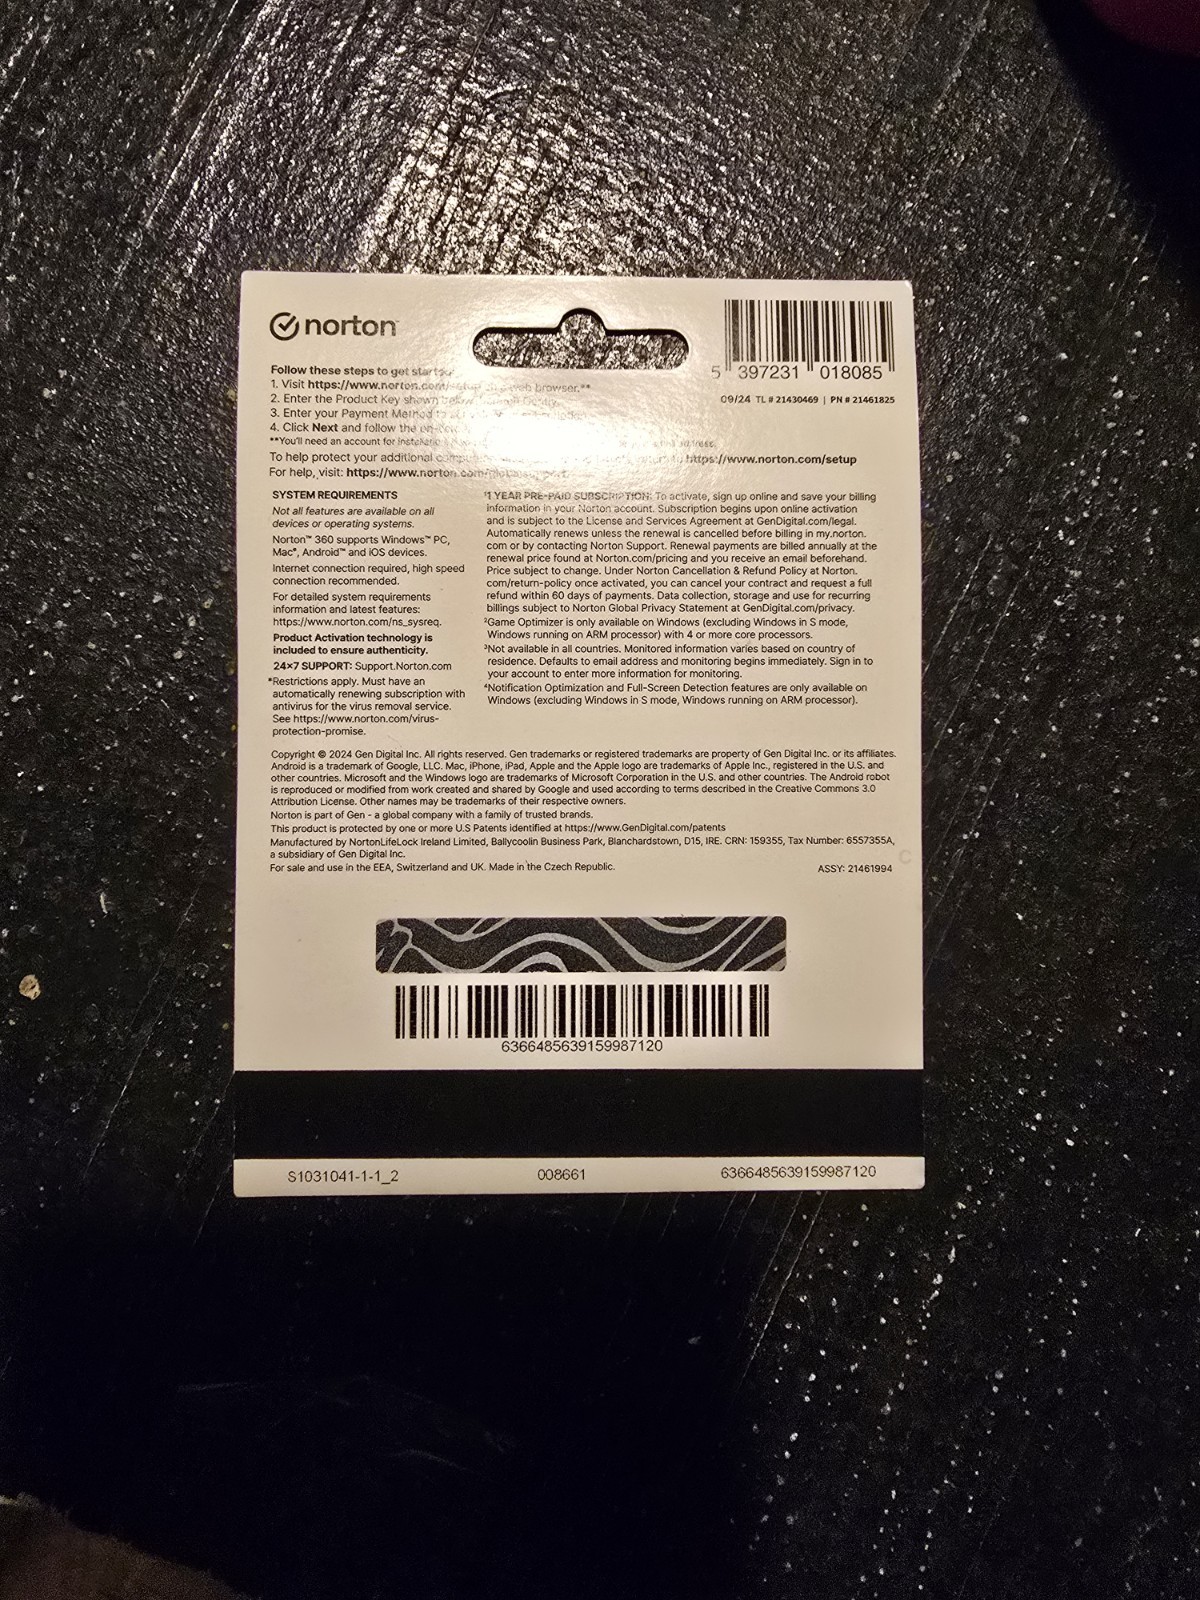 norton
5 397231 018085
09/24 TL # 21430469 | PN # 21461825
Follow these steps to get started:
1. Visit https://www.norton.com/setup web browser.**
2. Enter the Product Key shown below
3. Enter your Payment Method
4. Click Next and follow the on-
**You'll need an account for
To help protect your additional https://www.norton.com/setup
For help, visit: https://www.norton.com/globalsupport
SYSTEM REQUIREMENTS
Not all features are available on all
devices or operating systems.
Norton™ 360 supports Windows™ PC,
Mac®, Android™ and iOS devices.
Internet connection required, high speed
connection recommended.
For detailed system requirements
information and latest features:
https://www.norton.com/ns_sysreq.
Product Activation technology is
included to ensure authenticity.
24×7 SUPPORT: Support.Norton.com
*Restrictions apply. Must have an
automatically renewing subscription with
antivirus for the virus removal service.
See https://www.norton.com/virus-
protection-promise.
¹1 YEAR PRE-PAID SUBSCRIPTION: To activate, sign up online and save your billing
information in your Norton account. Subscription begins upon online activation
and is subject to the License and Services Agreement at GenDigital.com/legal.
Automatically renews unless the renewal is cancelled before billing in my.norton.
com or by contacting Norton Support. Renewal payments are billed annually at the
renewal price found at Norton.com/pricing and you receive an email beforehand.
Price subject to change. Under Norton Cancellation & Refund Policy at Norton.
com/return-policy once activated, you can cancel your contract and request a full
refund within 60 days of payments. Data collection, storage and use for recurring
billings subject to Norton Global Privacy Statement at GenDigital.com/privacy.
²Game Optimizer is only available on Windows (excluding Windows in S mode,
Windows running on ARM processor) with 4 or more core processors.
³Not available in all countries. Monitored information varies based on country of
residence. Defaults to email address and monitoring begins immediately. Sign in to
your account to enter more information for monitoring.
⁴Notification Optimization and Full-Screen Detection features are only available on
Windows (excluding Windows in S mode, Windows running on ARM processor).
Copyright © 2024 Gen Digital Inc. All rights reserved. Gen trademarks or registered trademarks are property of Gen Digital Inc. or its affiliates.
Android is a trademark of Google, LLC. Mac, iPhone, iPad, Apple and the Apple logo are trademarks of Apple Inc., registered in the U.S. and
other countries. Microsoft and the Windows logo are trademarks of Microsoft Corporation in the U.S. and other countries. The Android robot
is reproduced or modified from work created and shared by Google and used according to terms described in the Creative Commons 3.0
Attribution License. Other names may be trademarks of their respective owners.
Norton is part of Gen - a global company with a family of trusted brands.
This product is protected by one or more U.S Patents identified at https://www.GenDigital.com/patents
Manufactured by NortonLifeLock Ireland Limited, Ballycoolin Business Park, Blanchardstown, D15, IRE. CRN: 159355, Tax Number: 6557355A,
a subsidiary of Gen Digital Inc.
For sale and use in the EEA, Switzerland and UK. Made in the Czech Republic.
ASSY: 21461994
6366485639159987120
S1031041-1-1_2 008661 6366485639159987120